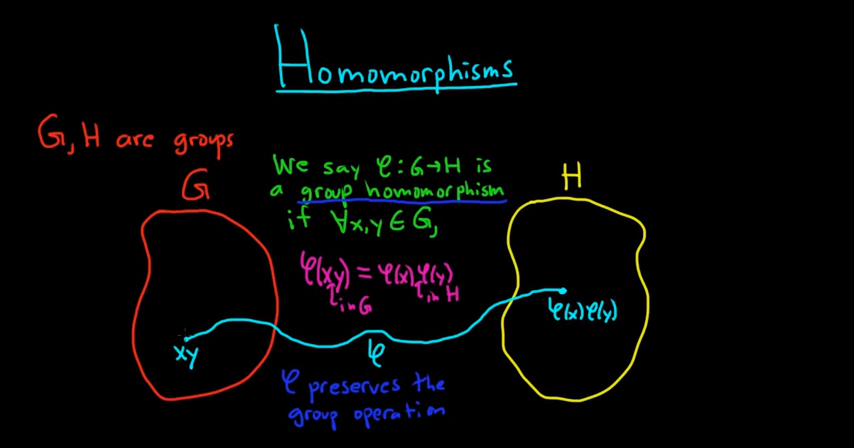 Homomorphisms
G, H are groups
G
We say φ: G→H is
a group homomorphism
if ∀x,y ∈ G,
φ(xy) = φ(x)φ(y)
in G
in H
H
xy
φ
φ(x)φ(y)
φ preserves the
group operation